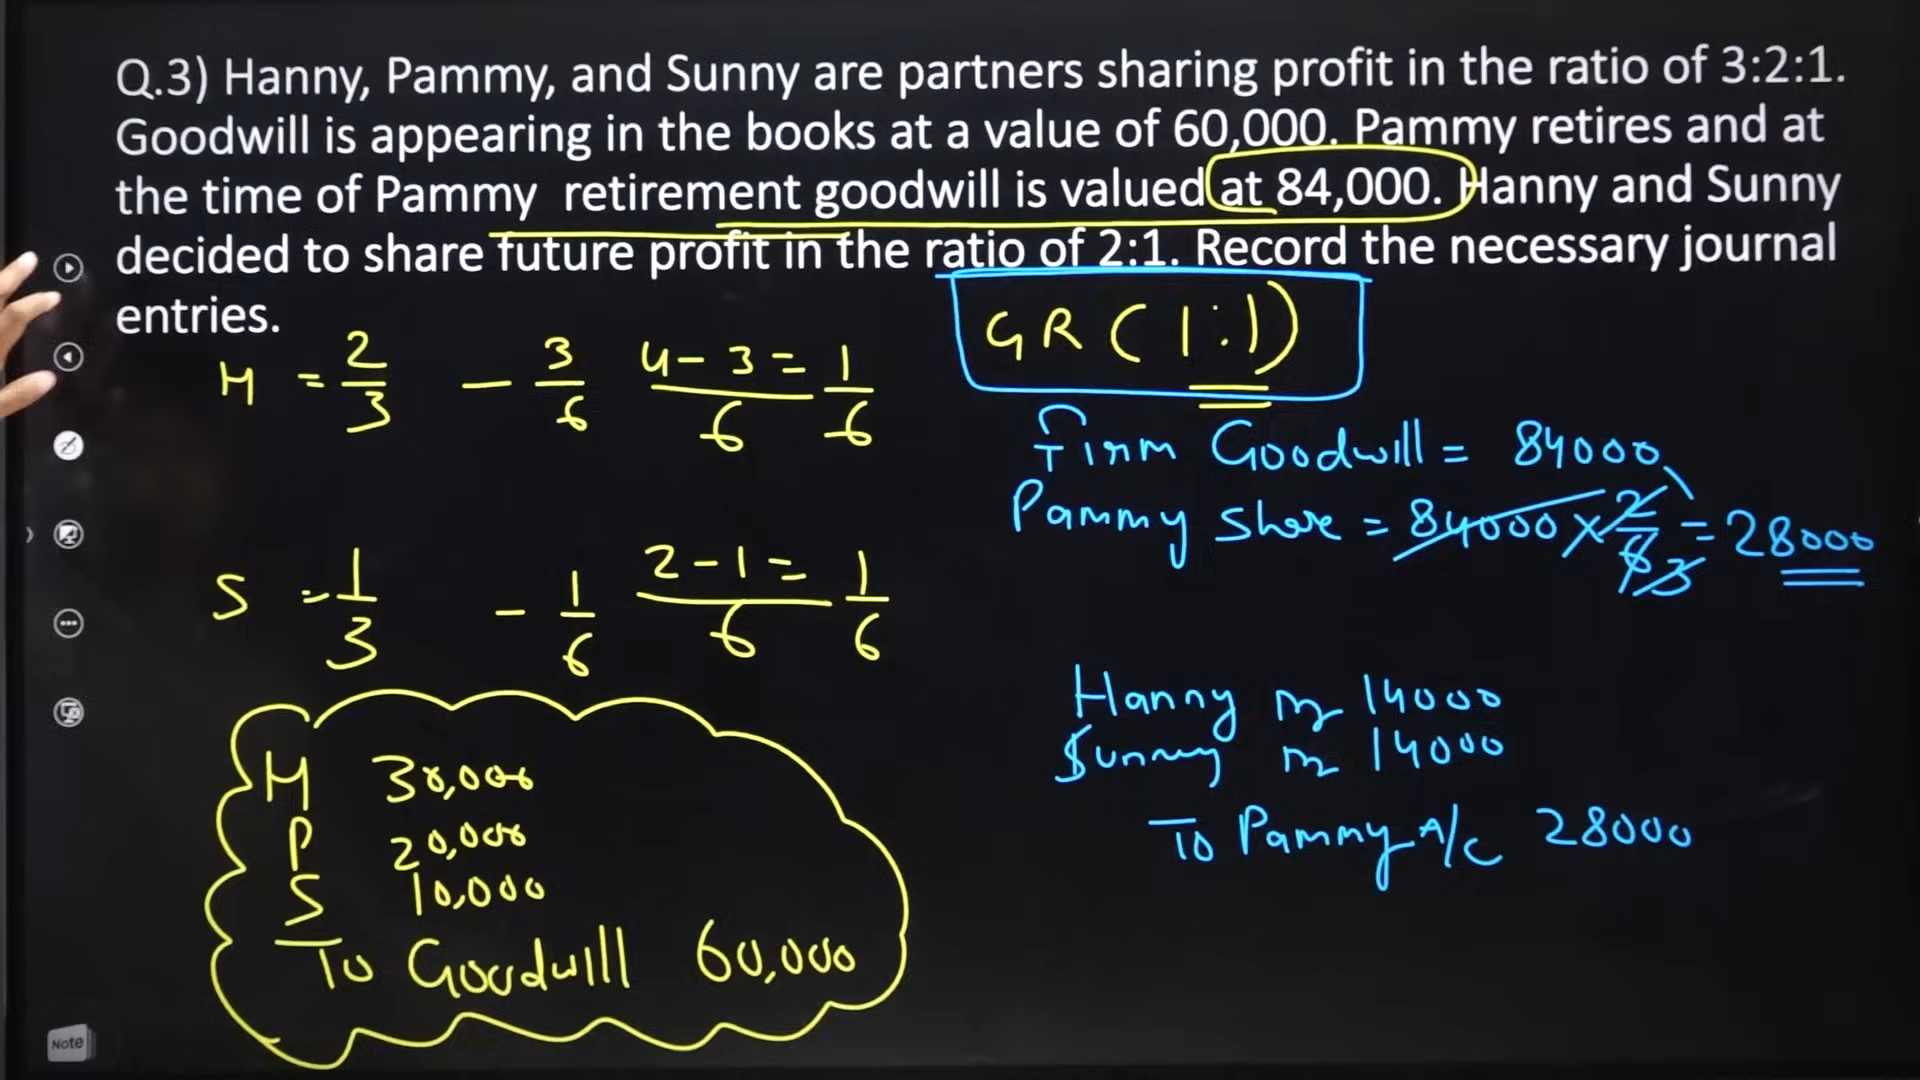 Q.3) Hanny, Pammy, and Sunny are partners sharing profit in the ratio of 3:2:1.
Goodwill is appearing in the books at a value of 60,000. Pammy retires and at
the time of Pammy retirement goodwill is valued at 84,000. Hanny and Sunny
decided to share future profit in the ratio of 2:1. Record the necessary journal
entries.
GR (1:1)
H = 2/3 - 3/6 4-3/6 = 1/6
Firm Goodwill = 84000
Pammy share = 84000 × 2/6 3 = 28000
S = 1/3 - 1/6 2-1/6 = 1/6
Hanny Dr 14000
Sunny Dr 14000
To Pammy A/c 28000
H 30,000
P 20,000
S 10,000
To Goodwill 60,000
Note